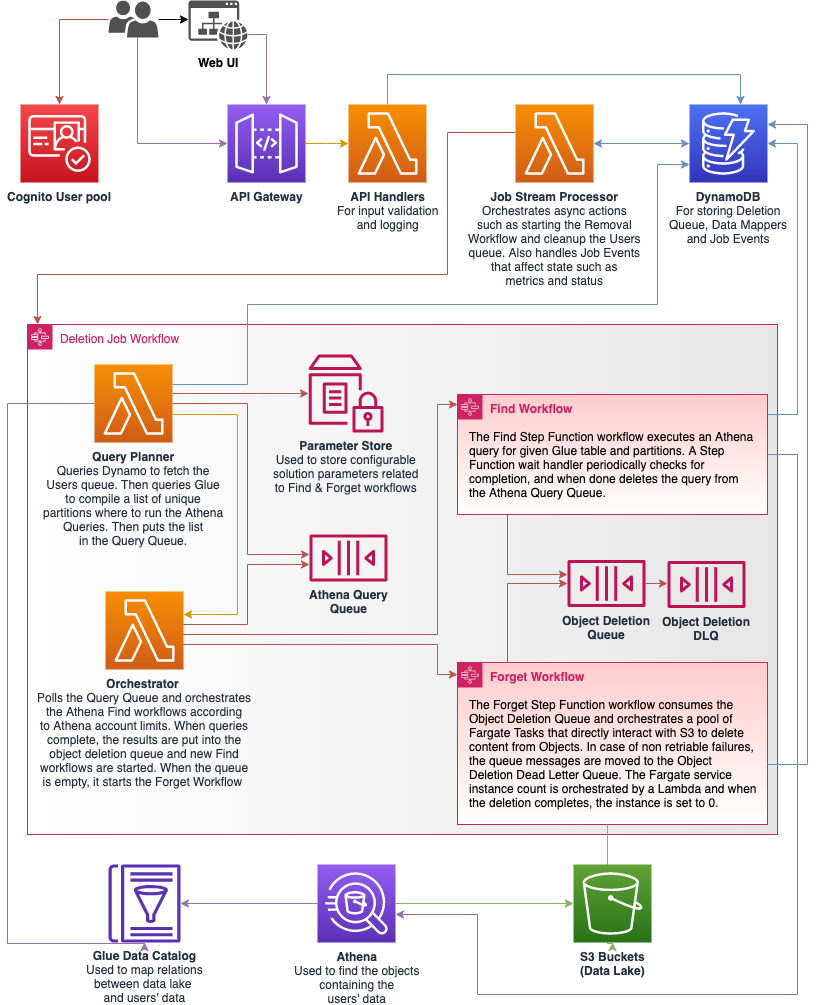 Web UI
Cognito User pool
API Gateway
API Handlers
For input validation
and logging
Job Stream Processor
Orchestrates async actions
such as starting the Removal
Workflow and cleanup the Users
queue. Also handles Job Events
that affect state such as
metrics and status
DynamoDB
For storing Deletion
Queue, Data Mappers
and Job Events
Deletion Job Workflow
Query Planner
Queries Dynamo to fetch the
Users queue. Then queries Glue
to compile a list of unique
partitions where to run the Athena
Queries. Then puts the list
in the Query Queue.
Parameter Store
Used to store configurable
solution parameters related
to Find & Forget workflows
Find Workflow
The Find Step Function workflow executes an Athena
query for given Glue table and partitions. A Step
Function wait handler periodically checks for
completion, and when done deletes the query from
the Athena Query Queue.
Athena Query
Queue
Object Deletion
Queue
Object Deletion
DLQ
Orchestrator
Polls the Query Queue and orchestrates
the Athena Find workflows according
to Athena account limits. When queries
complete, the results are put into the
object deletion queue and new Find
workflows are started. When the queue
is empty, it starts the Forget Workflow
Forget Workflow
The Forget Step Function workflow consumes the
Object Deletion Queue and orchestrates a pool of
Fargate Tasks that directly interact with S3 to delete
content from Objects. In case of non retriable failures,
the queue messages are moved to the Object
Deletion Dead Letter Queue. The Fargate service
instance count is orchestrated by a Lambda and when
the deletion completes, the instance is set to 0.
Glue Data Catalog
Used to map relations
between data lake
and users' data
Athena
Used to find the objects
containing the
users' data
S3 Buckets
(Data Lake)